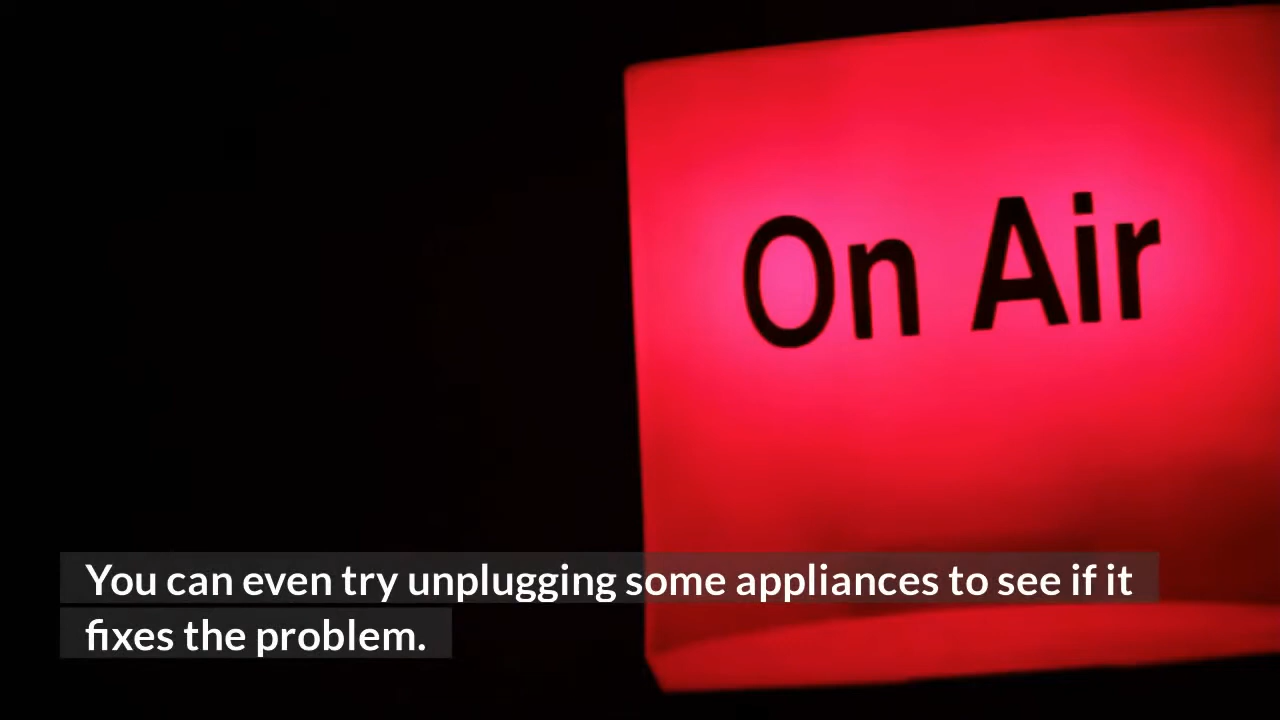 On Air
You can even try unplugging some appliances to see if it
fixes the problem.